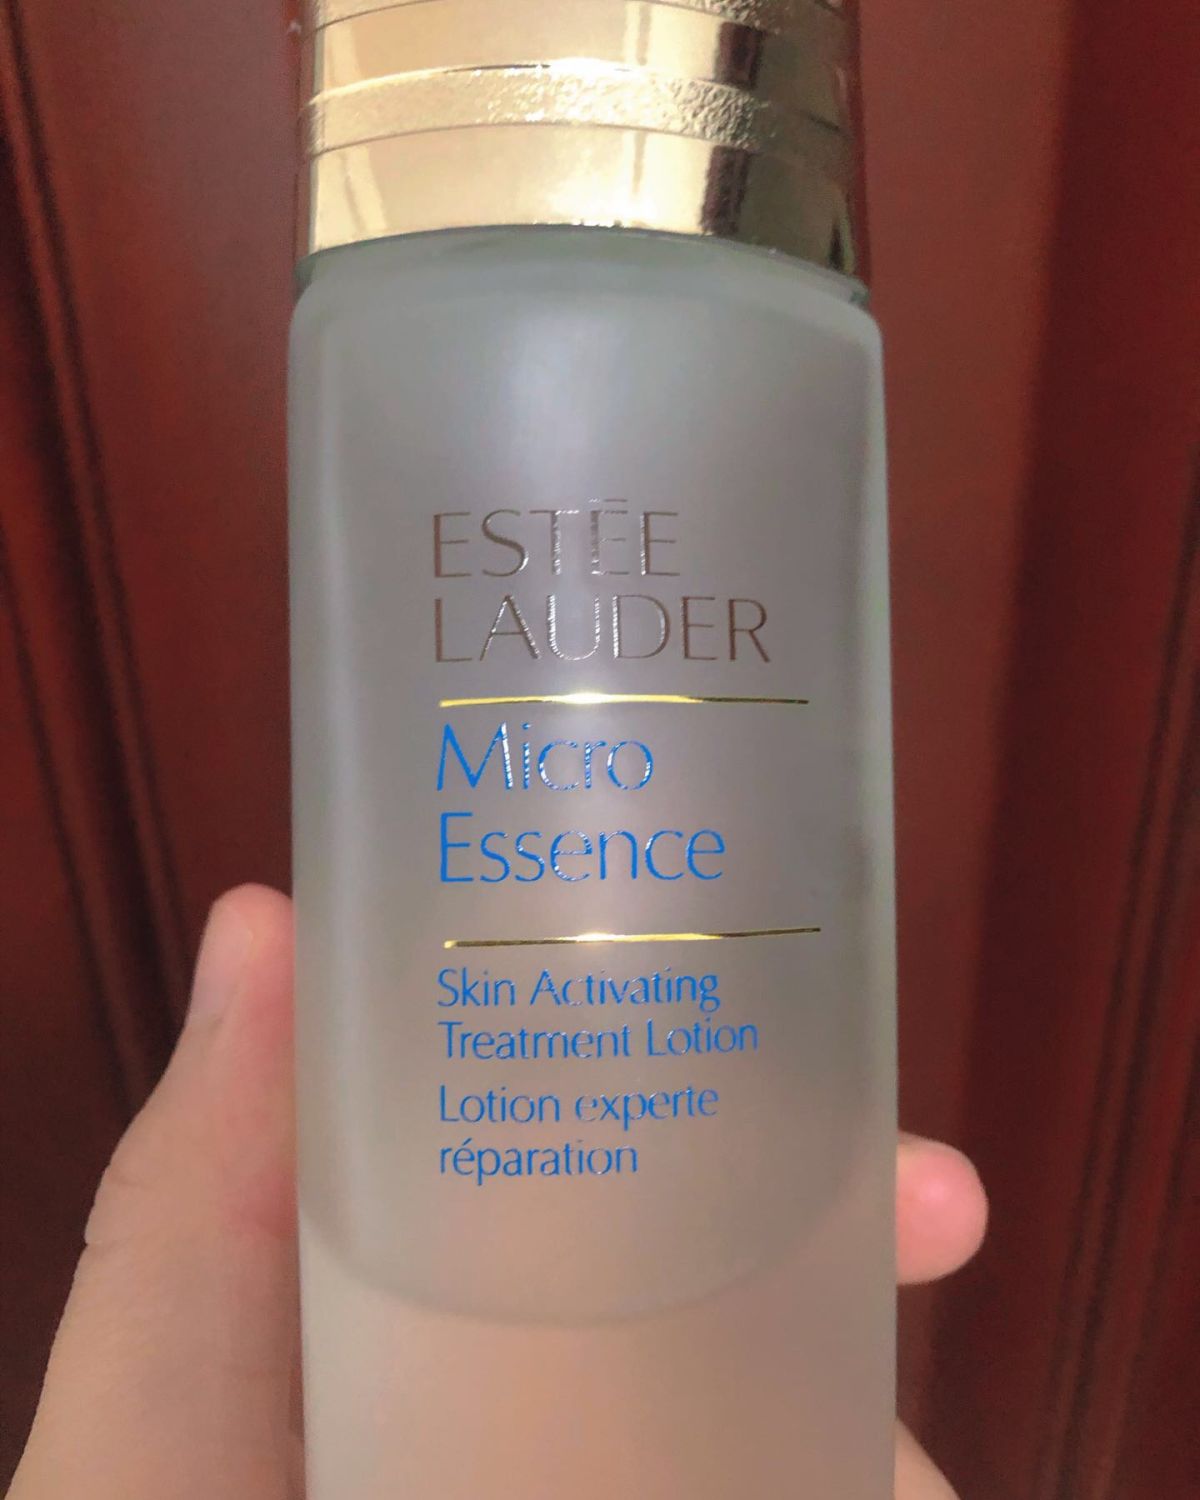 ESTĒE
LAUDER
Micro
Essence
Skin Activating
Treatment Lotion
Lotion experte
réparation